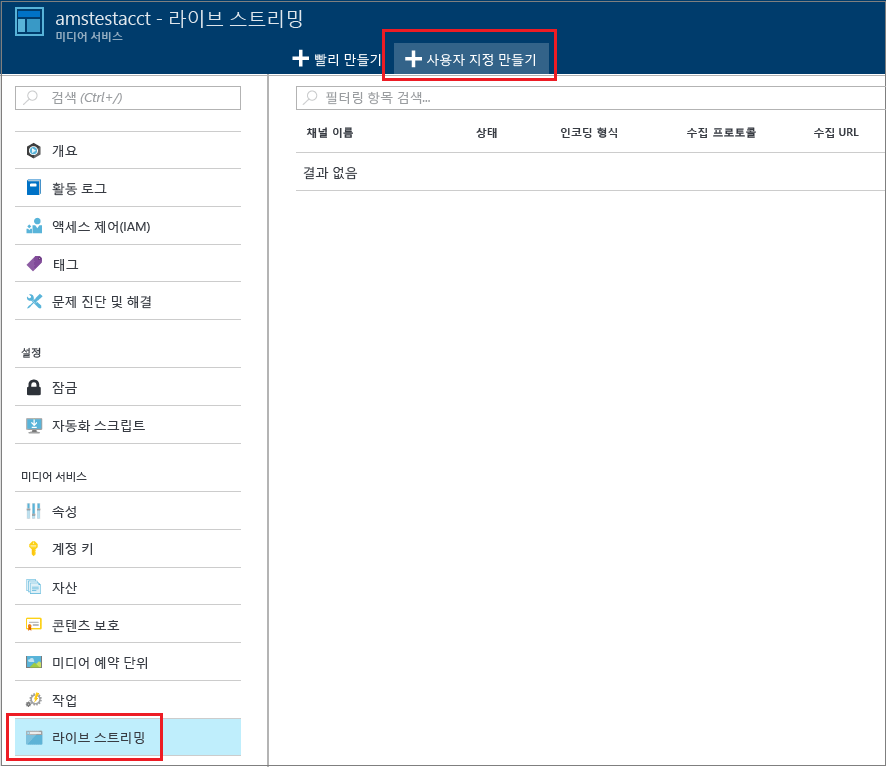 amstestacct - 라이브 스트리밍
미디어 서비스
빨리 만들기
사용자 지정 만들기
검색 (Ctrl+/)
개요
활동 로그
액세스 제어(IAM)
태그
문제 진단 및 해결
설정
잠금
자동화 스크립트
미디어 서비스
속성
계정 키
자산
콘텐츠 보호
미디어 예약 단위
작업
라이브 스트리밍
필터링 항목 검색...
채널 이름 상태 인코딩 형식 수집 프로토콜 수집 URL
결과 없음